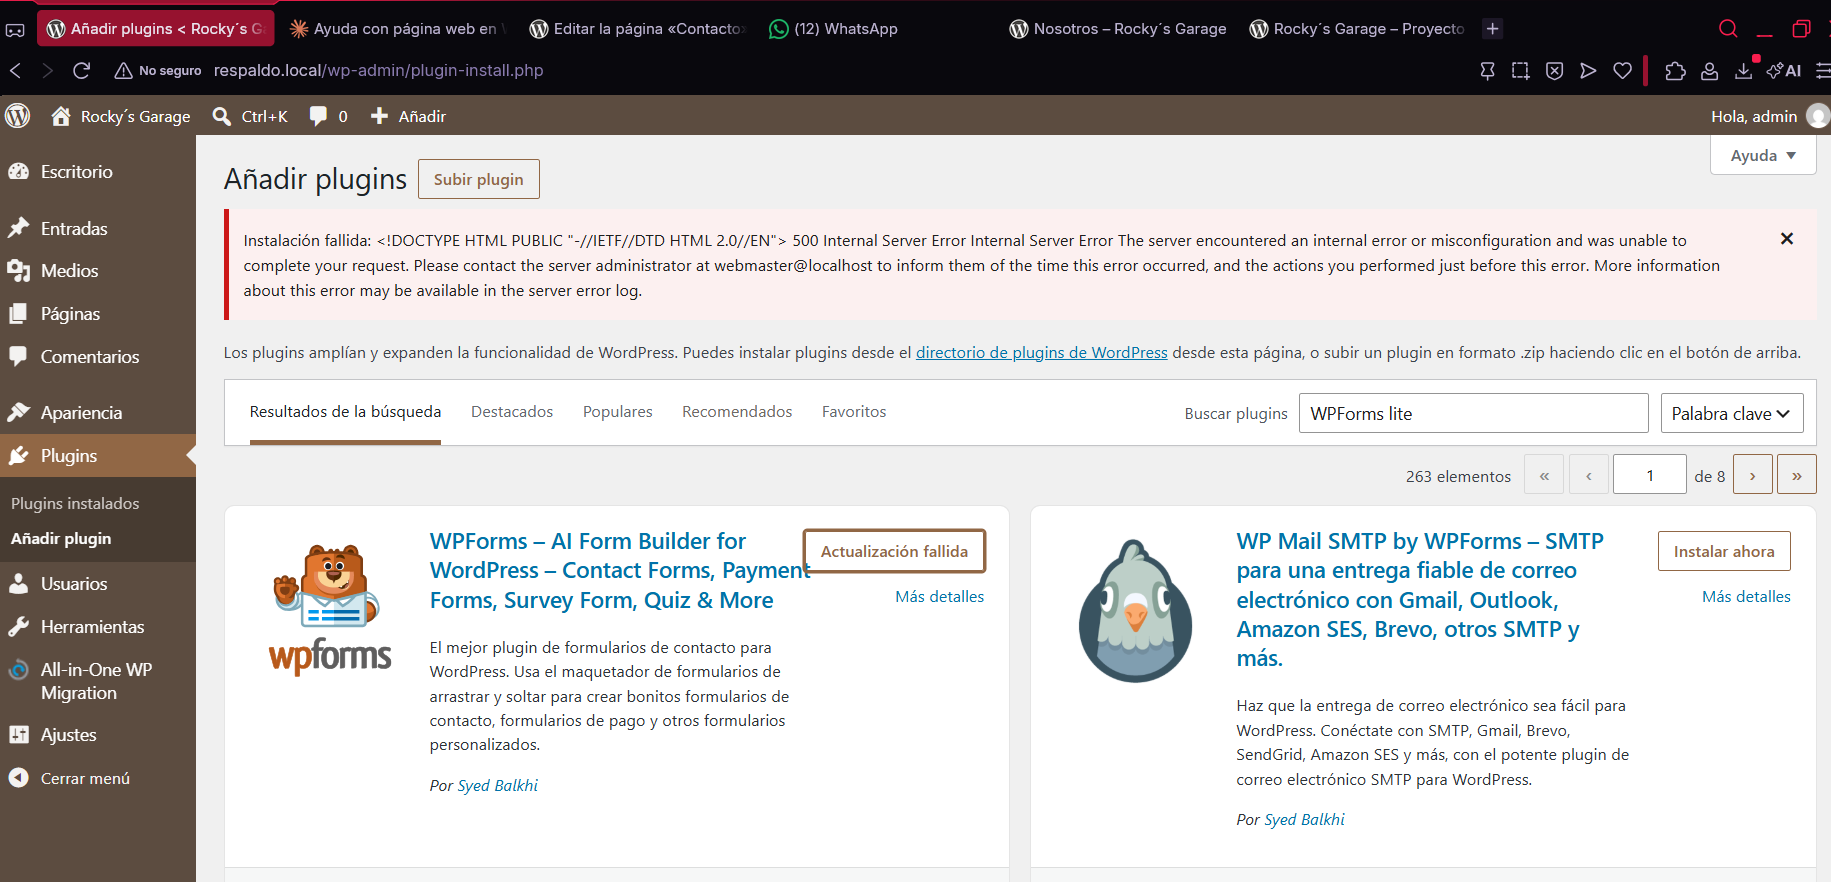 Añadir plugins < Rocky´s G
Ayuda con página web en
Editar la página «Contacto»
(12) WhatsApp
Nosotros – Rocky´s Garage
Rocky´s Garage – Proyecto
No seguro
respaldo.local/wp-admin/plugin-install.php
AI
Rocky´s Garage
Ctrl+K
0
Añadir
Hola, admin
Escritorio
Entradas
Medios
Páginas
Comentarios
Apariencia
Plugins
Plugins instalados
Añadir plugin
Usuarios
Herramientas
All-in-One WP
Migration
Ajustes
Cerrar menú
Ayuda
Añadir plugins
Subir plugin
Instalación fallida: <!DOCTYPE HTML PUBLIC "-//IETF//DTD HTML 2.0//EN"> 500 Internal Server Error Internal Server Error The server encountered an internal error or misconfiguration and was unable to
complete your request. Please contact the server administrator at webmaster@localhost to inform them of the time this error occurred, and the actions you performed just before this error. More information
about this error may be available in the server error log.
Los plugins amplían y expanden la funcionalidad de WordPress. Puedes instalar plugins desde el directorio de plugins de WordPress desde esta página, o subir un plugin en formato .zip haciendo clic en el botón de arriba.
Resultados de la búsqueda
Destacados
Populares
Recomendados
Favoritos
Buscar plugins
WPForms lite
Palabra clave
263 elementos
«
‹
1
de 8
›
»
wpforms
WPForms – AI Form Builder for
WordPress – Contact Forms, Payment
Forms, Survey Form, Quiz & More
Actualización fallida
Más detalles
El mejor plugin de formularios de contacto para
WordPress. Usa el maquetador de formularios de
arrastrar y soltar para crear bonitos formularios de
contacto, formularios de pago y otros formularios
personalizados.
Por Syed Balkhi
WP Mail SMTP by WPForms – SMTP
para una entrega fiable de correo
electrónico con Gmail, Outlook,
Amazon SES, Brevo, otros SMTP y
más.
Instalar ahora
Más detalles
Haz que la entrega de correo electrónico sea fácil para
WordPress. Conéctate con SMTP, Gmail, Brevo,
SendGrid, Amazon SES y más, con el potente plugin de
correo electrónico SMTP para WordPress.
Por Syed Balkhi